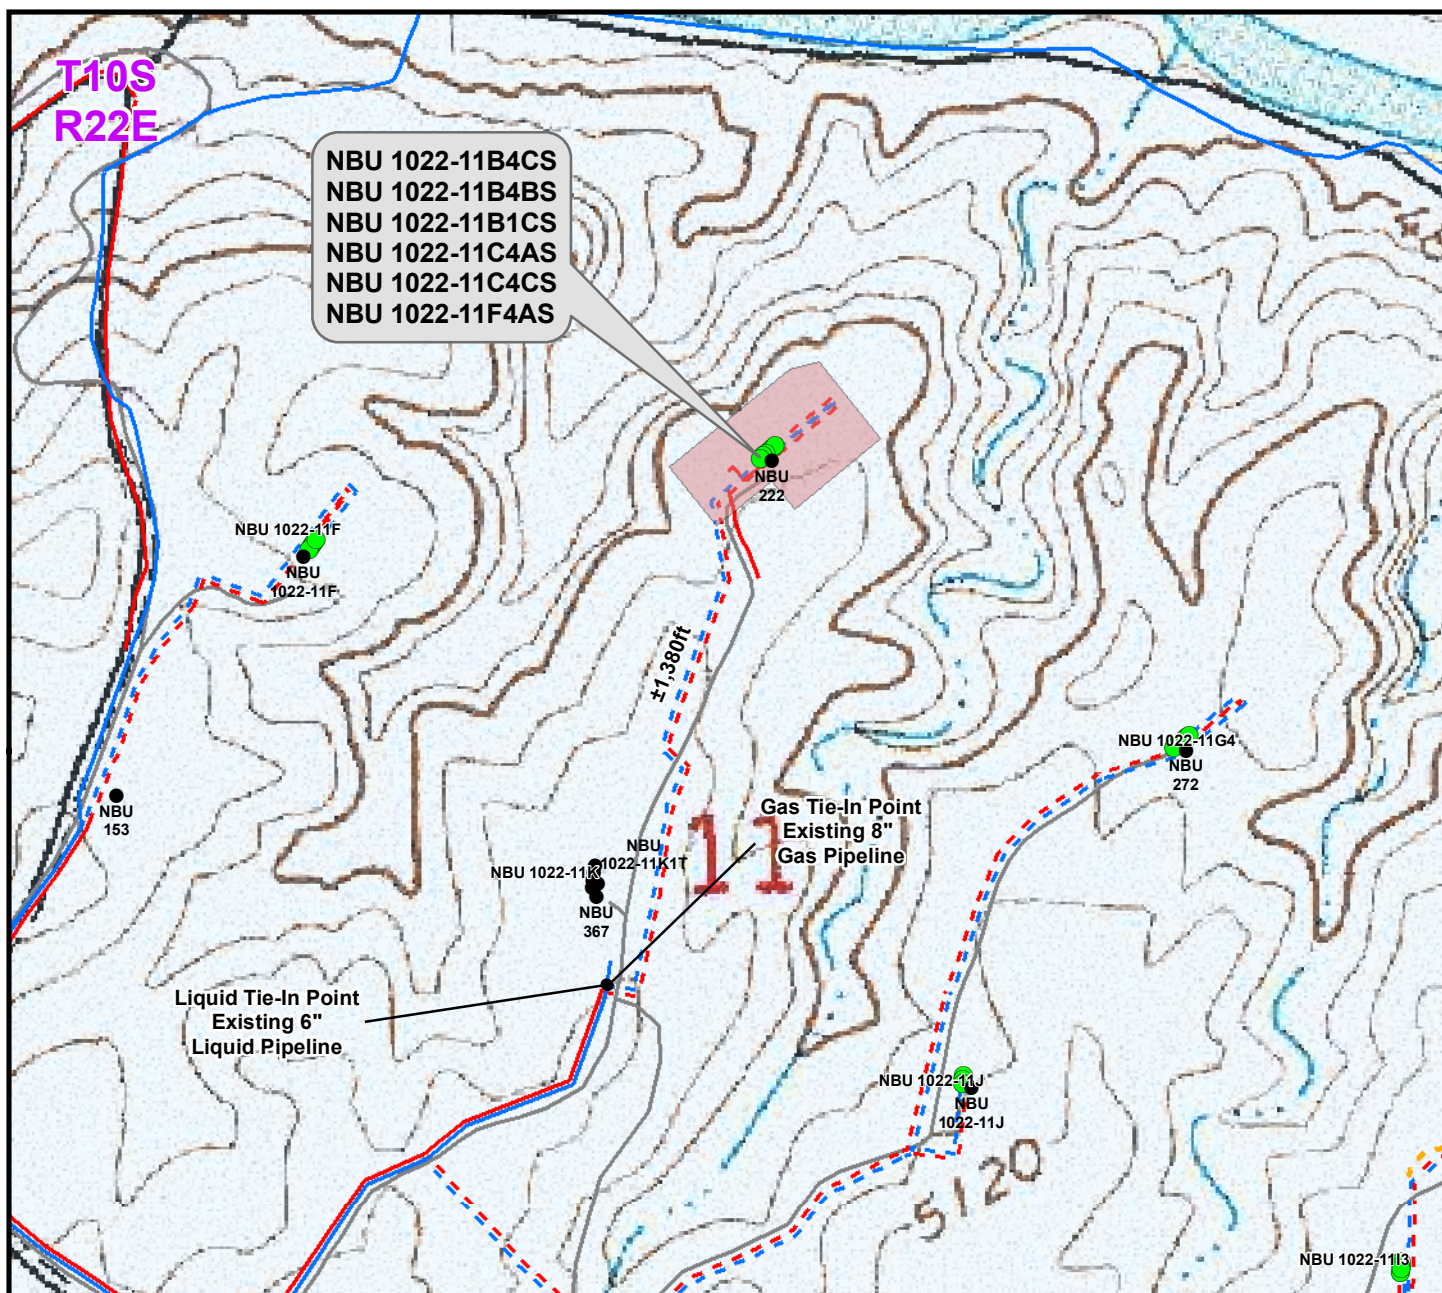 T10S
R22E
NBU 1022-11B4CS
NBU 1022-11B4BS
NBU 1022-11B1CS
NBU 1022-11C4AS
NBU 1022-11C4CS
NBU 1022-11F4AS
NBU
222
NBU 1022-11F
NBU
1022-11F
±1,380ft
NBU 1022-11G4
NBU
272
NBU
153
Gas Tie-In Point
Existing 8"
Gas Pipeline
11
NBU
1022-11K1T
NBU 1022-11K
NBU
367
Liquid Tie-In Point
Existing 6"
Liquid Pipeline
NBU 1022-11J
NBU
1022-11J
5120
NBU 1022-11I3